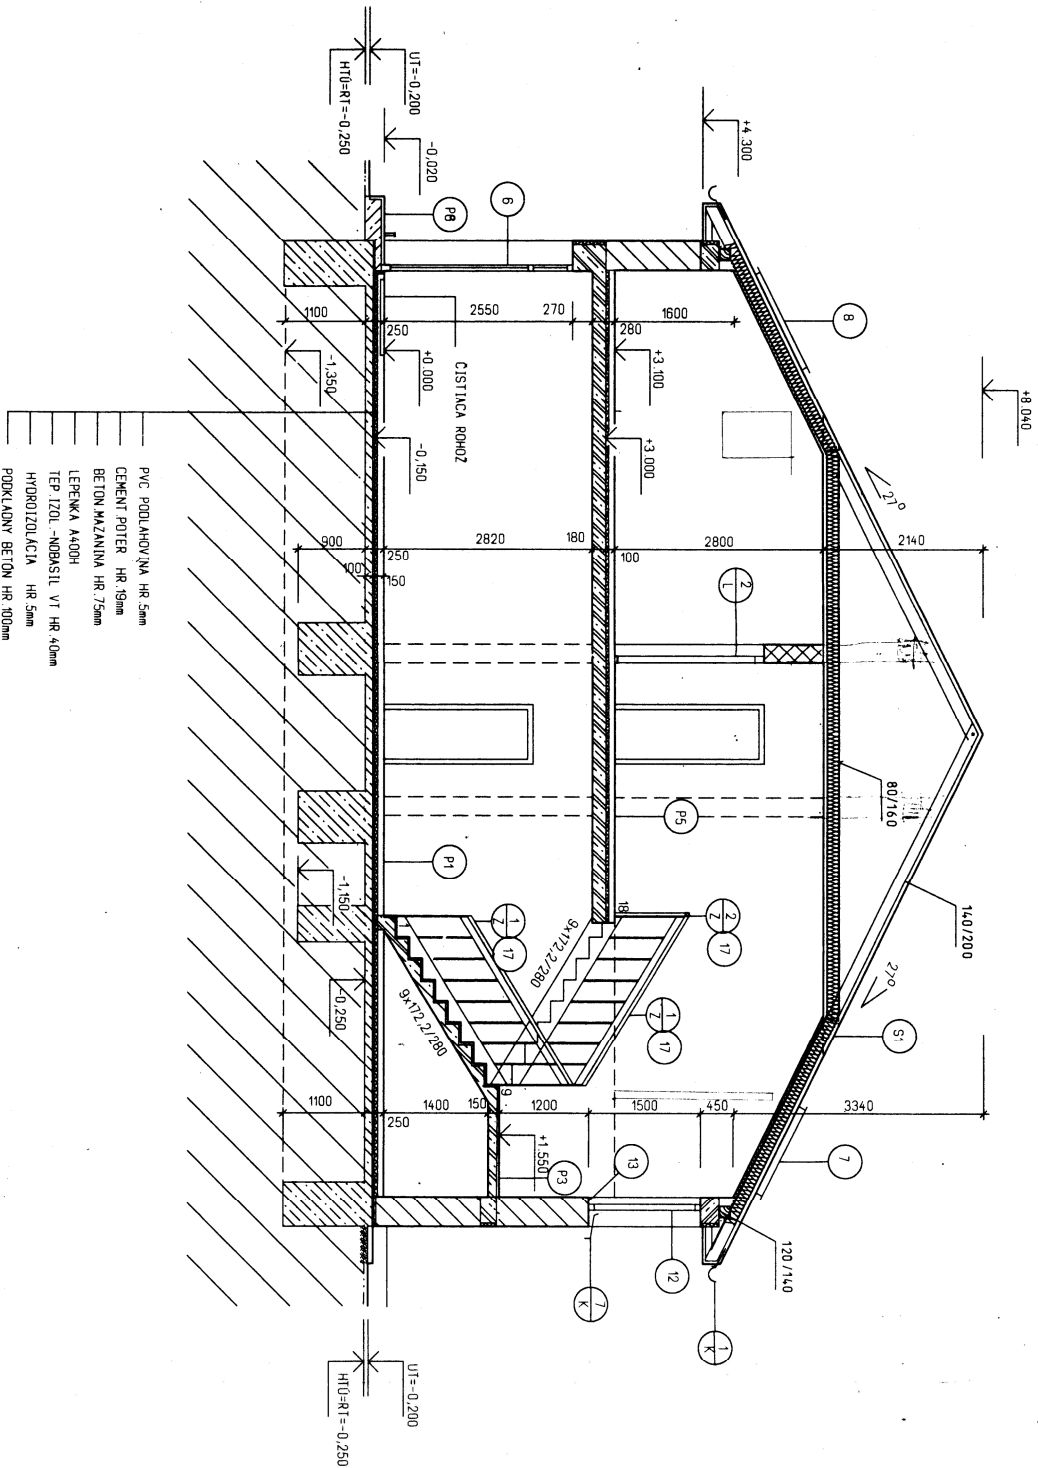 +8.040
+4.300
27°
27°
8
140/200
80/160
S1
7
120/140
1
K
2140
3340
2
L
P5
2
Z
17
1
Z
17
1600
2800
450
1500
1200
+3.100
+3.000
280
100
18
9x172,2/280
13
12
7
K
6
270
180
2550
2820
1
Z
17
9
150
1400
+1.550
P3
9x172,2/280
ČISTIACA ROHOŽ
P8
P1
-0,020
+0.000
-0,150
250
250
250
150
100
1100
900
1100
-1,350
-1,150
-0,250
UT=-0,200
HTÚ=RT=-0,250
UT=-0,200
HTÚ=RT=-0,250
PVC PODLAHOVINA HR.5mm
CEMENT.POTER HR.19mm
BETON.MAZANINA HR.75mm
LEPENKA A400H
TEP.IZOL.-NOBASIL VT HR.40mm
HYDROIZOLÁCIA HR.5mm
PODKLADNY BETÓN HR.100mm